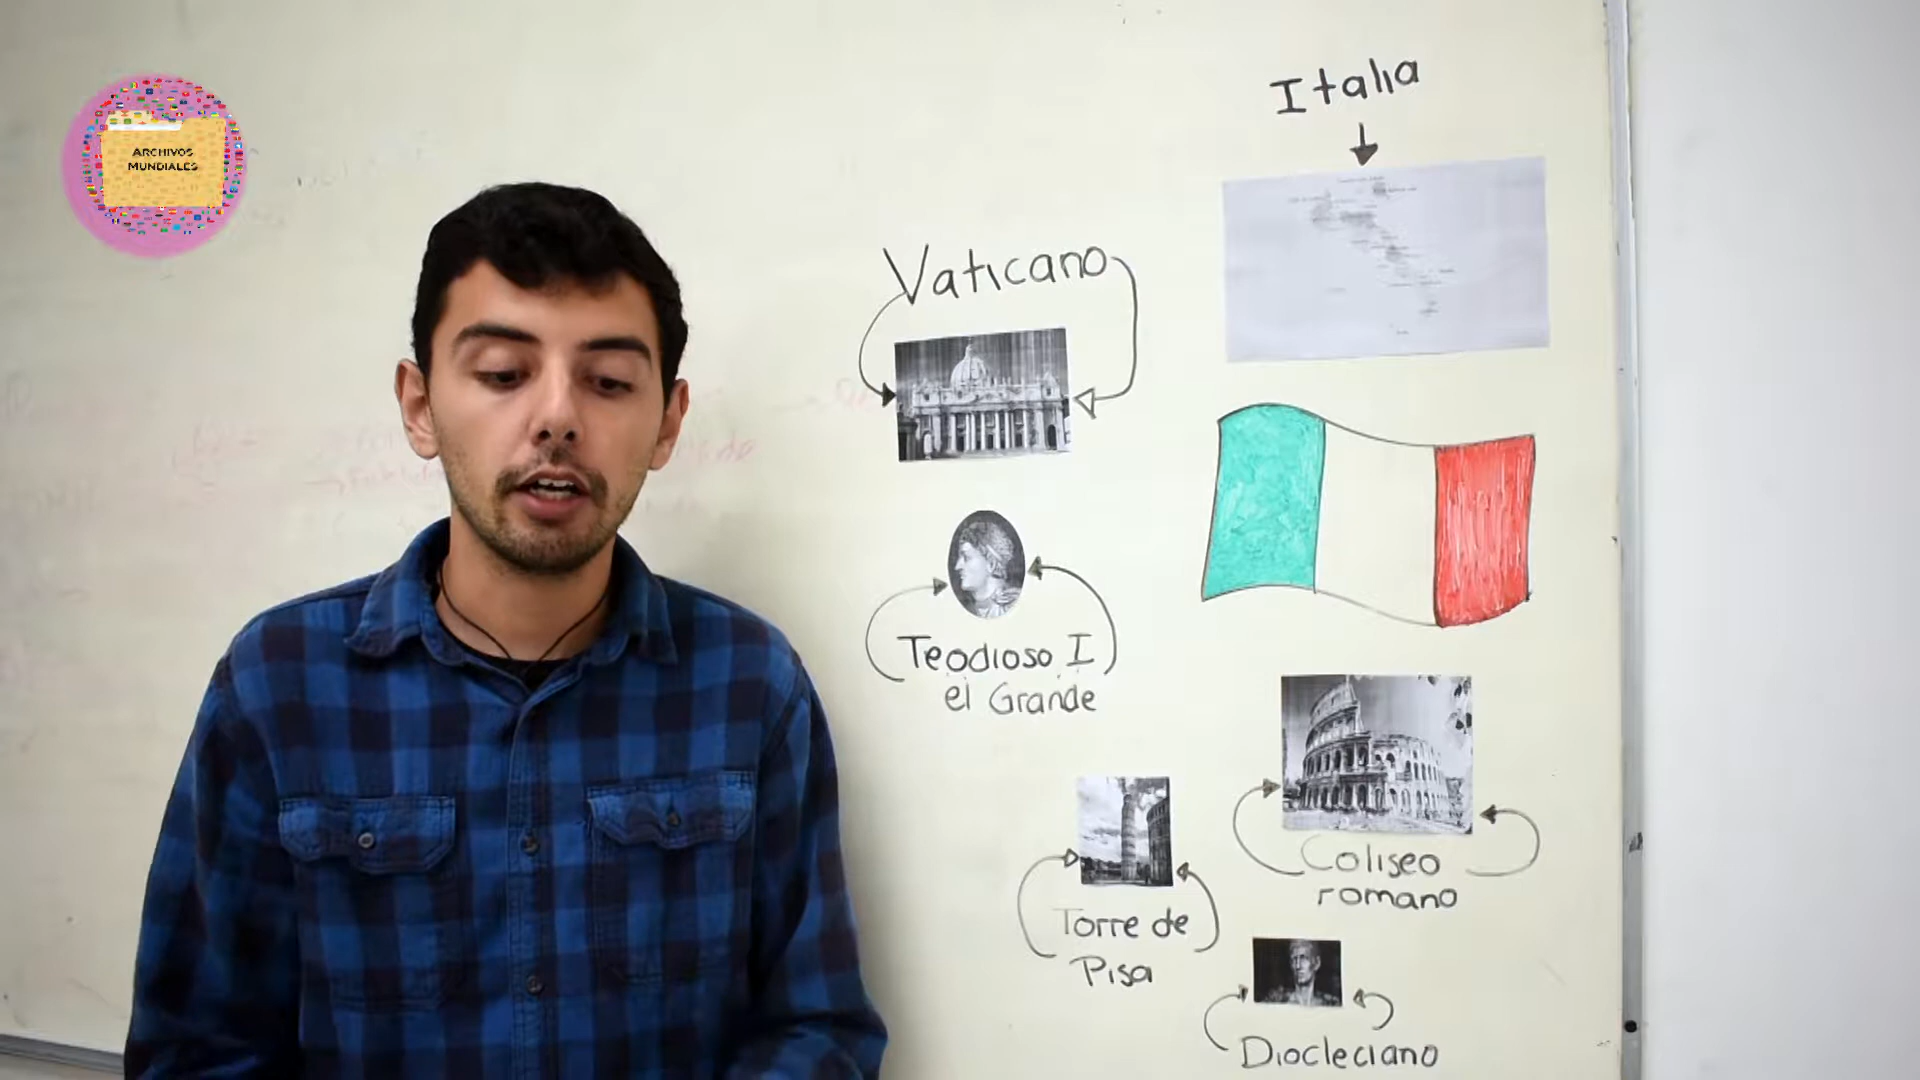 ARCHIVOS
MUNDIALES
Italia
Vaticano
Teodioso I
el Grande
Coliseo
romano
Torre de
Pisa
Diocleciano